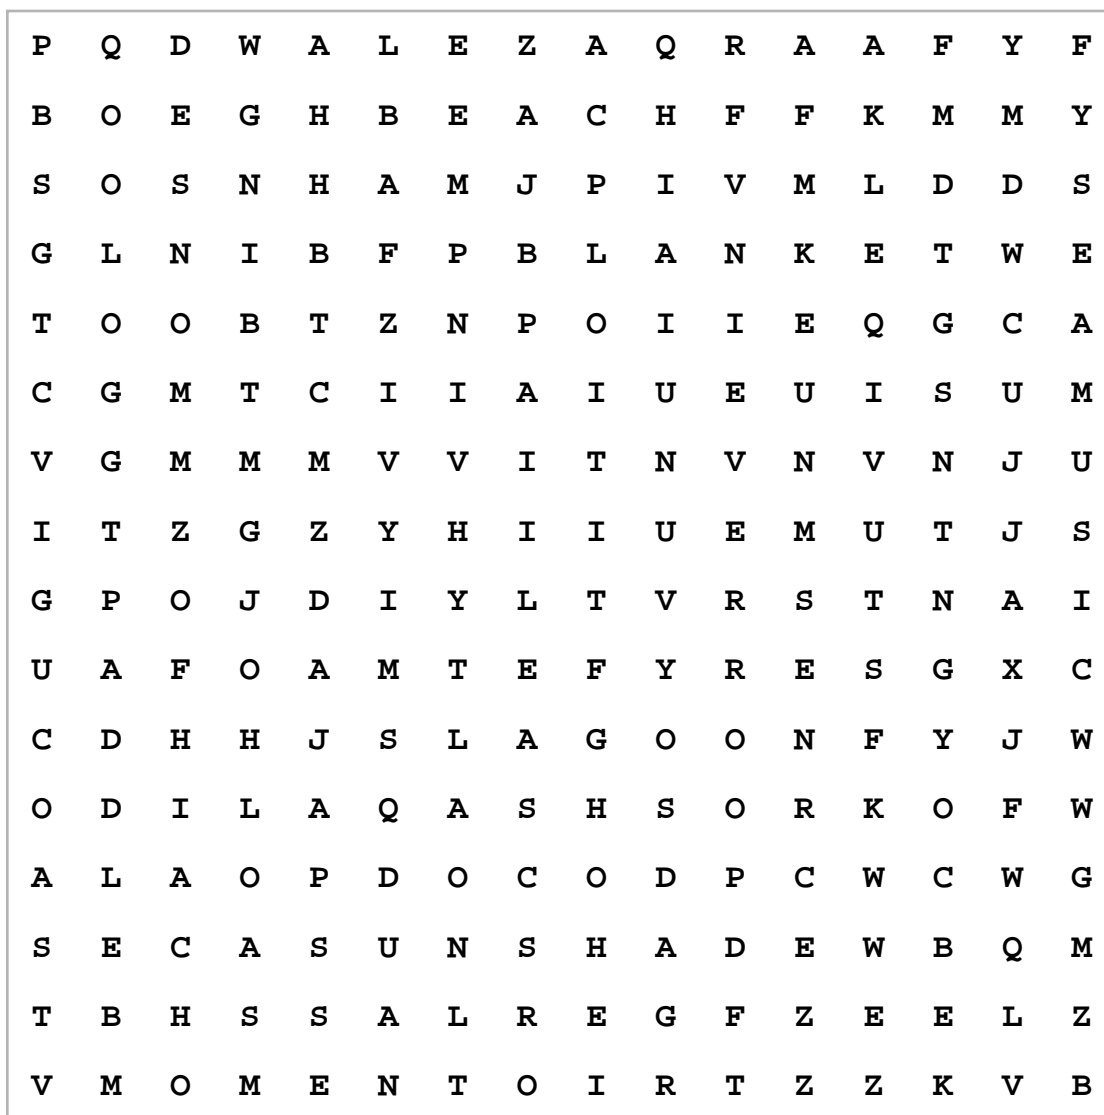 P Q D W A L E Z A Q R A A F Y F
B O E G H B E A C H F F K M M Y
S O S N H A M J P I V M L D D S
G L N I B F P B L A N K E T W E
T O O B T Z N P O I I E Q G C A
C G M T C I I A I U E U I S U M
V G M M M V V I T N V N V N J U
I T Z G Z Y H I I U E M U T J S
G P O J D I Y L T V R S T N A I
U A F O A M T E F Y R E S G X C
C D H H J S L A G O O N F Y J W
O D I L A Q A S H S O R K O F W
A L A O P D O C O D P C W C W G
S E C A S U N S H A D E W B Q M
T B H S S A L R E G F Z E E L Z
V M O M E N T O I R T Z Z K V B